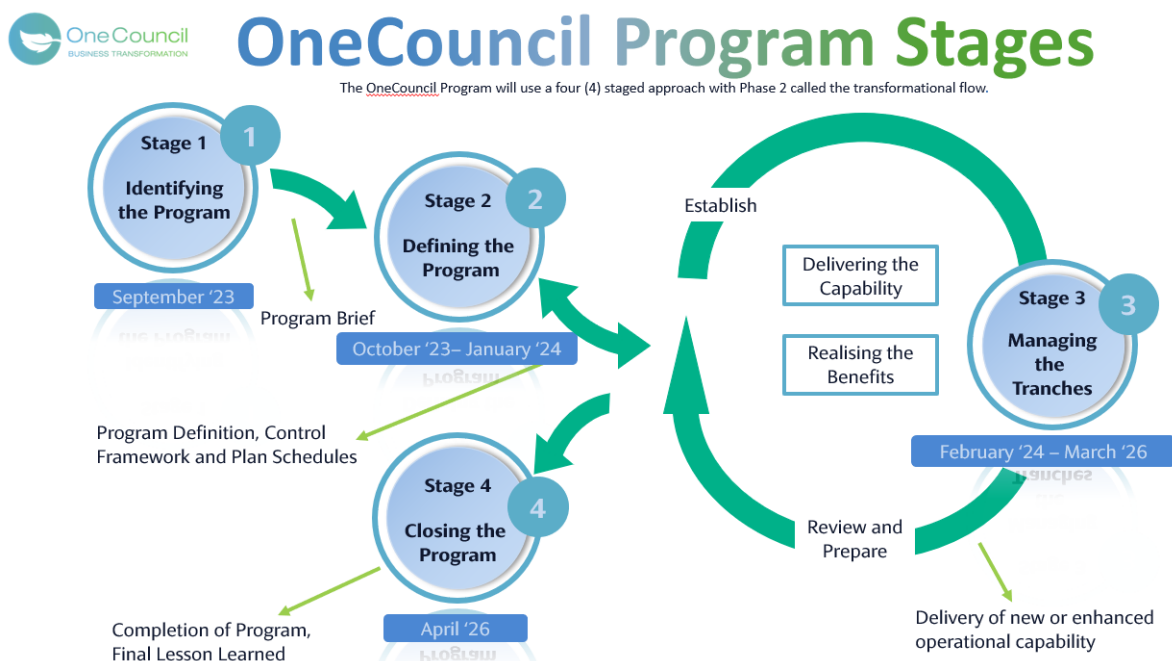 OneCouncil
BUSINESS TRANSFORMATION
OneCouncil Program Stages
The OneCouncil Program will use a four (4) staged approach with Phase 2 called the transformational flow.
Stage 1
1
Identifying
the Program
September ‘23
Program Brief
Stage 2
2
Defining the
Program
October ‘23– January ‘24
Program Definition, Control
Framework and Plan Schedules
Establish
Delivering the
Capability
Realising the
Benefits
Stage 3
3
Managing
the
Tranches
February ‘24 – March ‘26
Review and
Prepare
Delivery of new or enhanced
operational capability
Stage 4
4
Closing the
Program
April ‘26
Completion of Program,
Final Lesson Learned